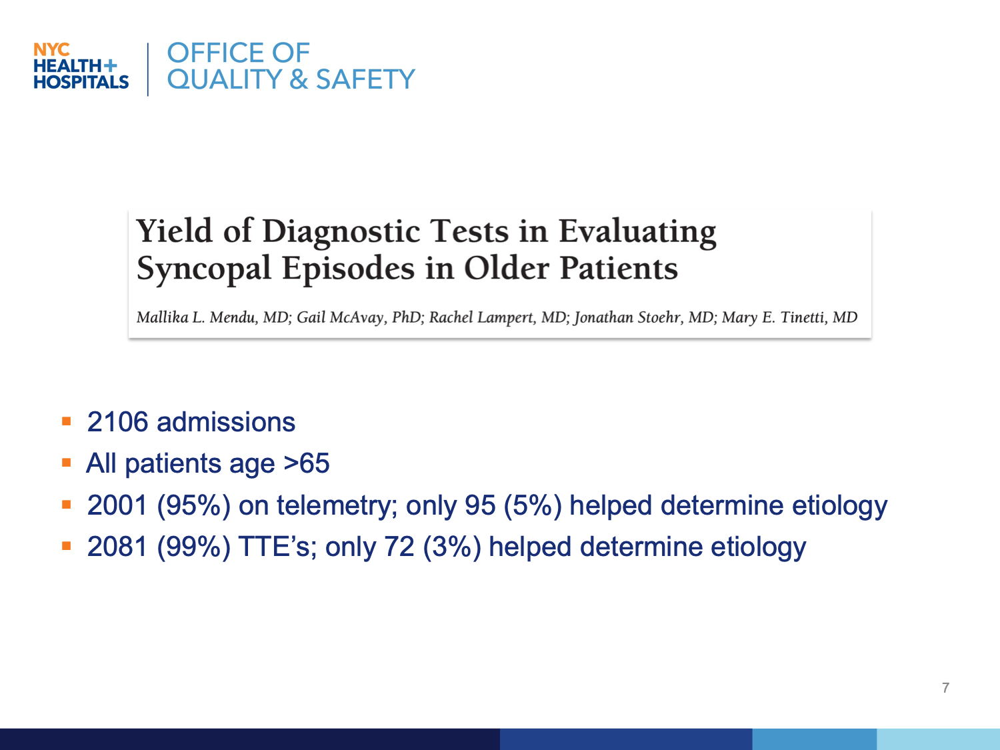 NYC
HEALTH+
HOSPITALS
OFFICE OF
QUALITY & SAFETY
Yield of Diagnostic Tests in Evaluating
Syncopal Episodes in Older Patients
Mallika L. Mendu, MD; Gail McAvay, PhD; Rachel Lampert, MD; Jonathan Stoehr, MD; Mary E. Tinetti, MD
▪ 2106 admissions
▪ All patients age >65
▪ 2001 (95%) on telemetry; only 95 (5%) helped determine etiology
▪ 2081 (99%) TTE’s; only 72 (3%) helped determine etiology
7